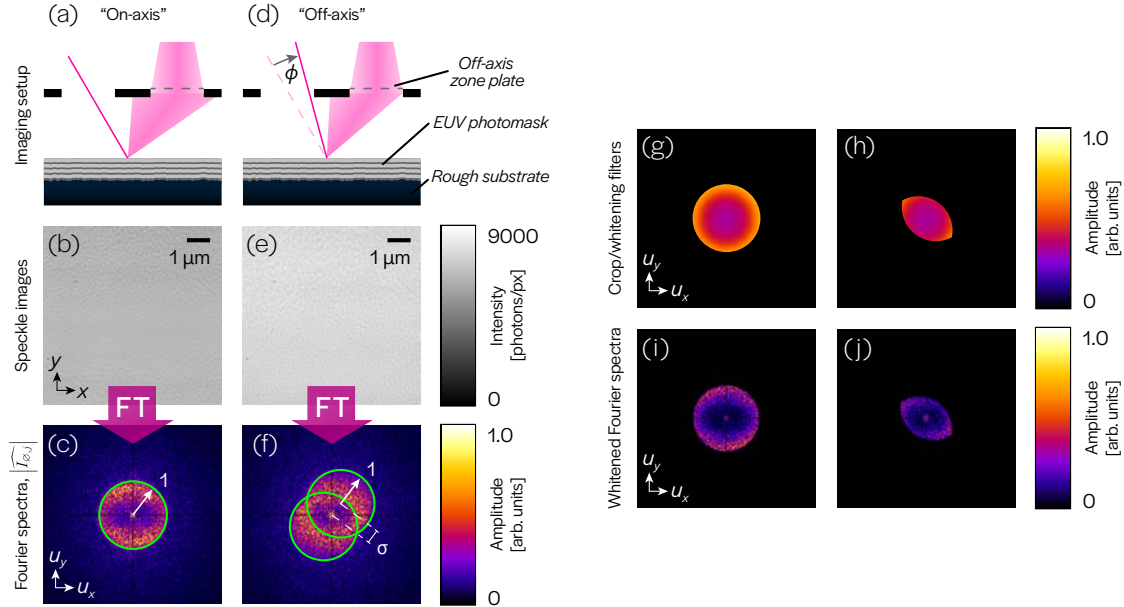 (a) "On-axis"
(d) "Off-axis"
Imaging setup
ϕ
Off-axis
zone plate
EUV photomask
Rough substrate
Speckle images
(b)
1 μm
y
x
(e)
1 μm
9000
Intensity
[photons/px]
0
FT
FT
Fourier spectra, |Î∅,j|
(c)
1
u_y
u_x
(f)
1
σ
1.0
Amplitude
[arb. units]
0
Crop/whitening filters
(g)
u_y
u_x
(h)
1.0
Amplitude
[arb. units]
0
Whitened Fourier spectra
(i)
u_y
u_x
(j)
1.0
Amplitude
[arb. units]
0